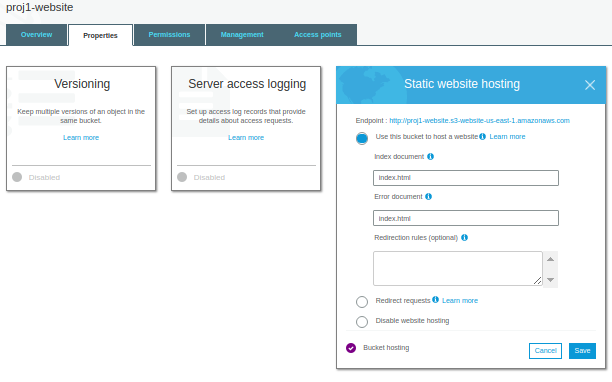 proj1-website
Overview
Properties
Permissions
Management
Access points
Versioning
Keep multiple versions of an object in the
same bucket.
Learn more
Disabled
Server access logging
Set up access log records that provide
details about access requests.
Learn more
Disabled
Static website hosting
Endpoint : http://proj1-website.s3-website-us-east-1.amazonaws.com
Use this bucket to host a website Learn more
Index document
index.html
Error document
index.html
Redirection rules (optional)
Redirect requests Learn more
Disable website hosting
Bucket hosting
Cancel
Save